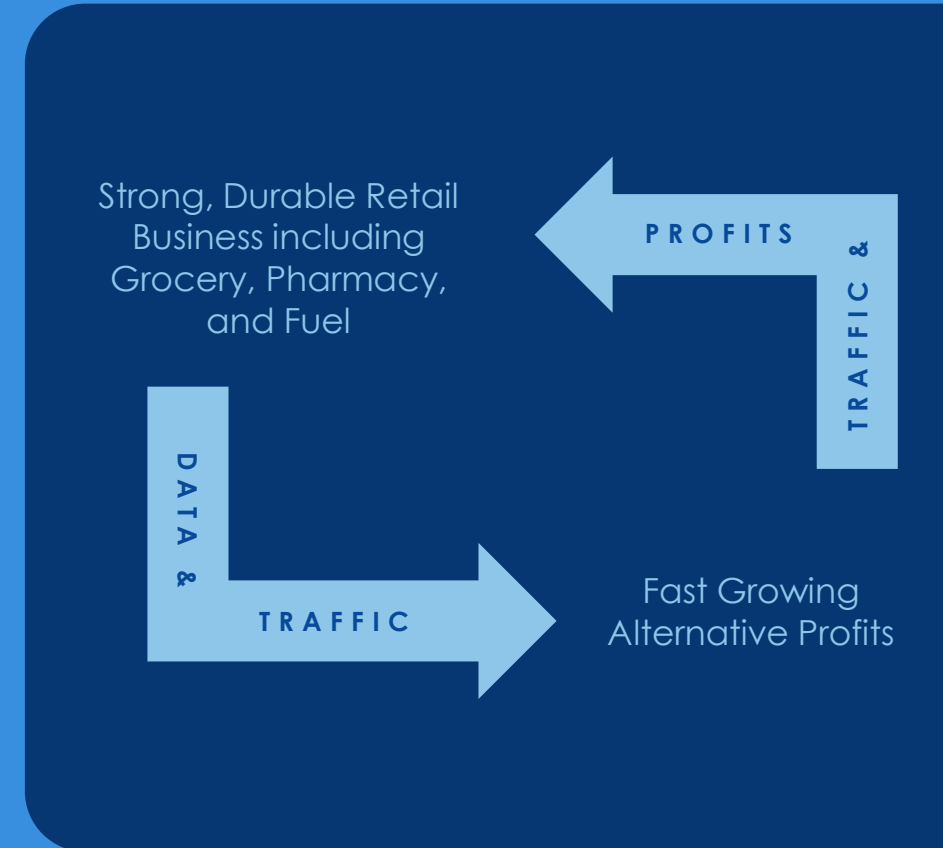 Strong, Durable Retail
Business including
Grocery, Pharmacy,
and Fuel
DATA &
TRAFFIC
Fast Growing
Alternative Profits
TRAFFIC &
PROFITS